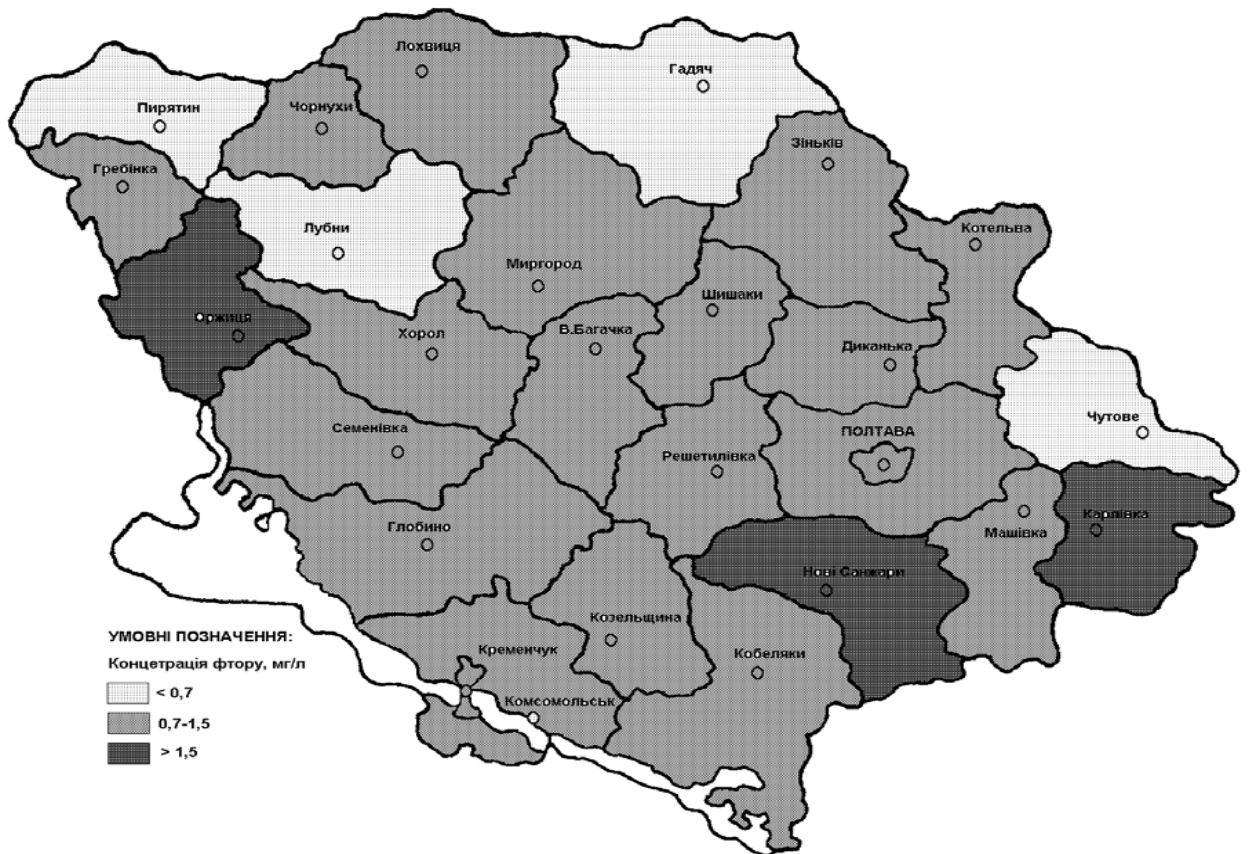 Лохвиця
Гадяч
Пирятин
Чорнухи
Зіньків
Гребінка
Лубни
Котельва
Миргород
Шишаки
Оржиця
Хорол
В.Багачка
Диканька
Чутове
Семенівка
ПОЛТАВА
Решетилівка
Глобино
Машівка
Карлівка
Нові Санжари
Козельщина
Кременчук
Кобеляки
Комсомольськ
УМОВНІ ПОЗНАЧЕННЯ:
Концетрація фтору, мг/л
< 0,7
0,7-1,5
> 1,5